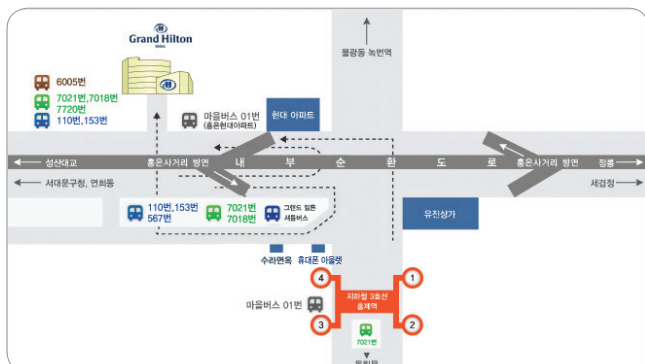 Grand Hilton
불광동 녹번역
6005번
7021번,7018번
7720번
110번,153번
마을버스 01번
(홍은현대아파트)
현대 아파트
성산대교
홍은사거리 방면
내 부 순 환 도 로
홍은사거리 방면
정릉
서대문구청, 연희동
세검정
110번,153번
567번
7021번
7018번
그랜드 힐튼
셔틀버스
유진상가
수라면옥
휴대폰 아울렛
4
1
지하철 3호선
홍제역
마을버스 01번
3
2
7021번